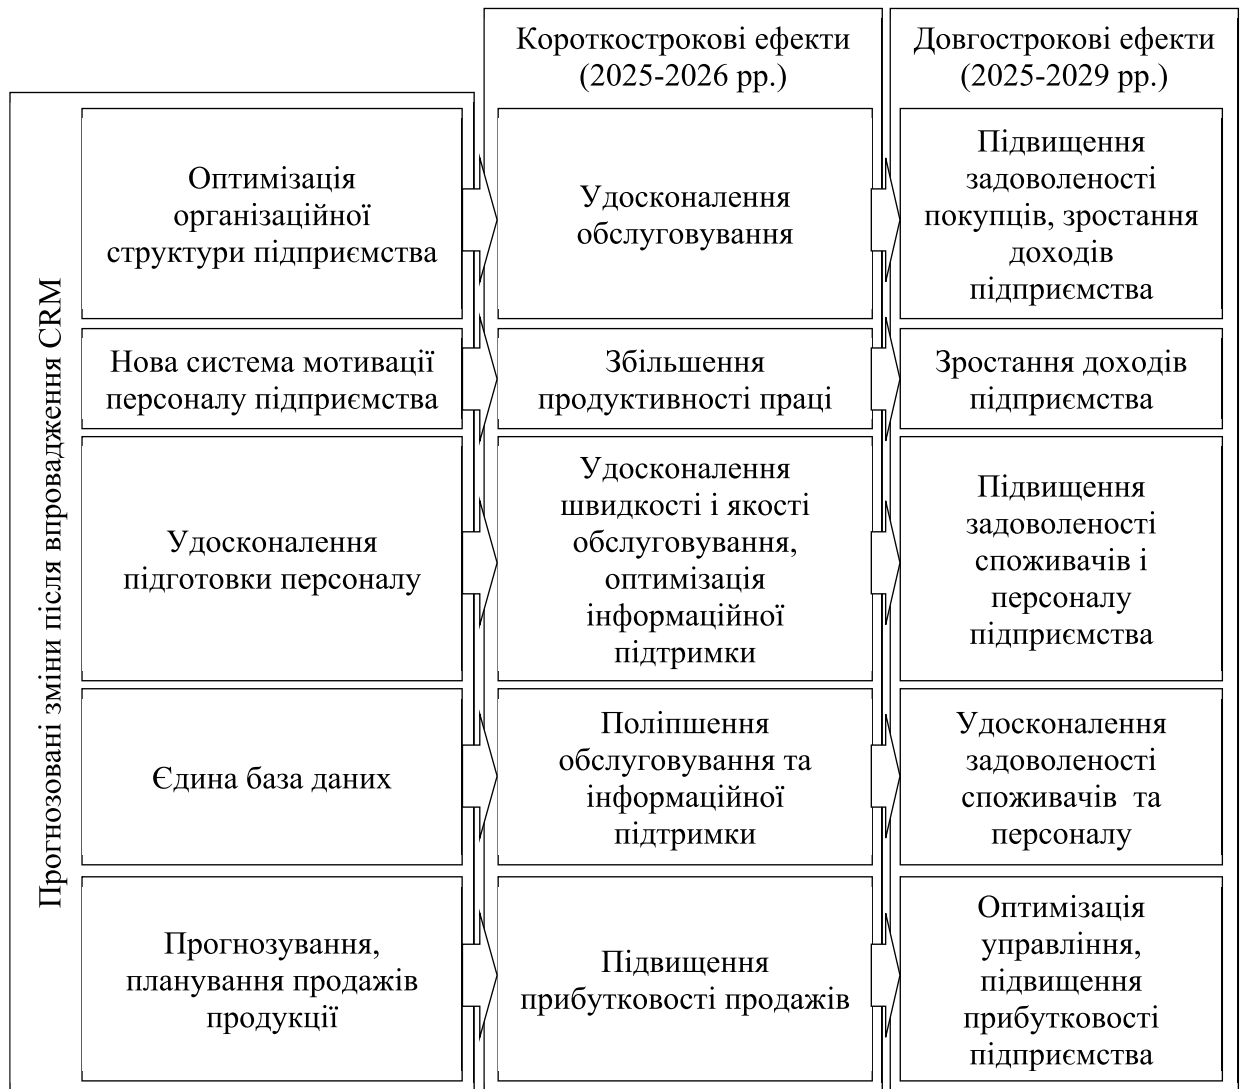 Короткострокові ефекти
(2025-2026 рр.)
Довгострокові ефекти
(2025-2029 рр.)
Прогнозовані зміни після впровадження CRM
Оптимізація
організаційної
структури підприємства
Удосконалення
обслуговування
Підвищення
задоволеності
покупців, зростання
доходів
підприємства
Нова система мотивації
персоналу підприємства
Збільшення
продуктивності праці
Зростання доходів
підприємства
Удосконалення
підготовки персоналу
Удосконалення
швидкості і якості
обслуговування,
оптимізація
інформаційної
підтримки
Підвищення
задоволеності
споживачів і
персоналу
підприємства
Єдина база даних
Поліпшення
обслуговування та
інформаційної
підтримки
Удосконалення
задоволеності
споживачів  та
персоналу
Прогнозування,
планування продажів
продукції
Підвищення
прибутковості продажів
Оптимізація
управління,
підвищення
прибутковості
підприємства